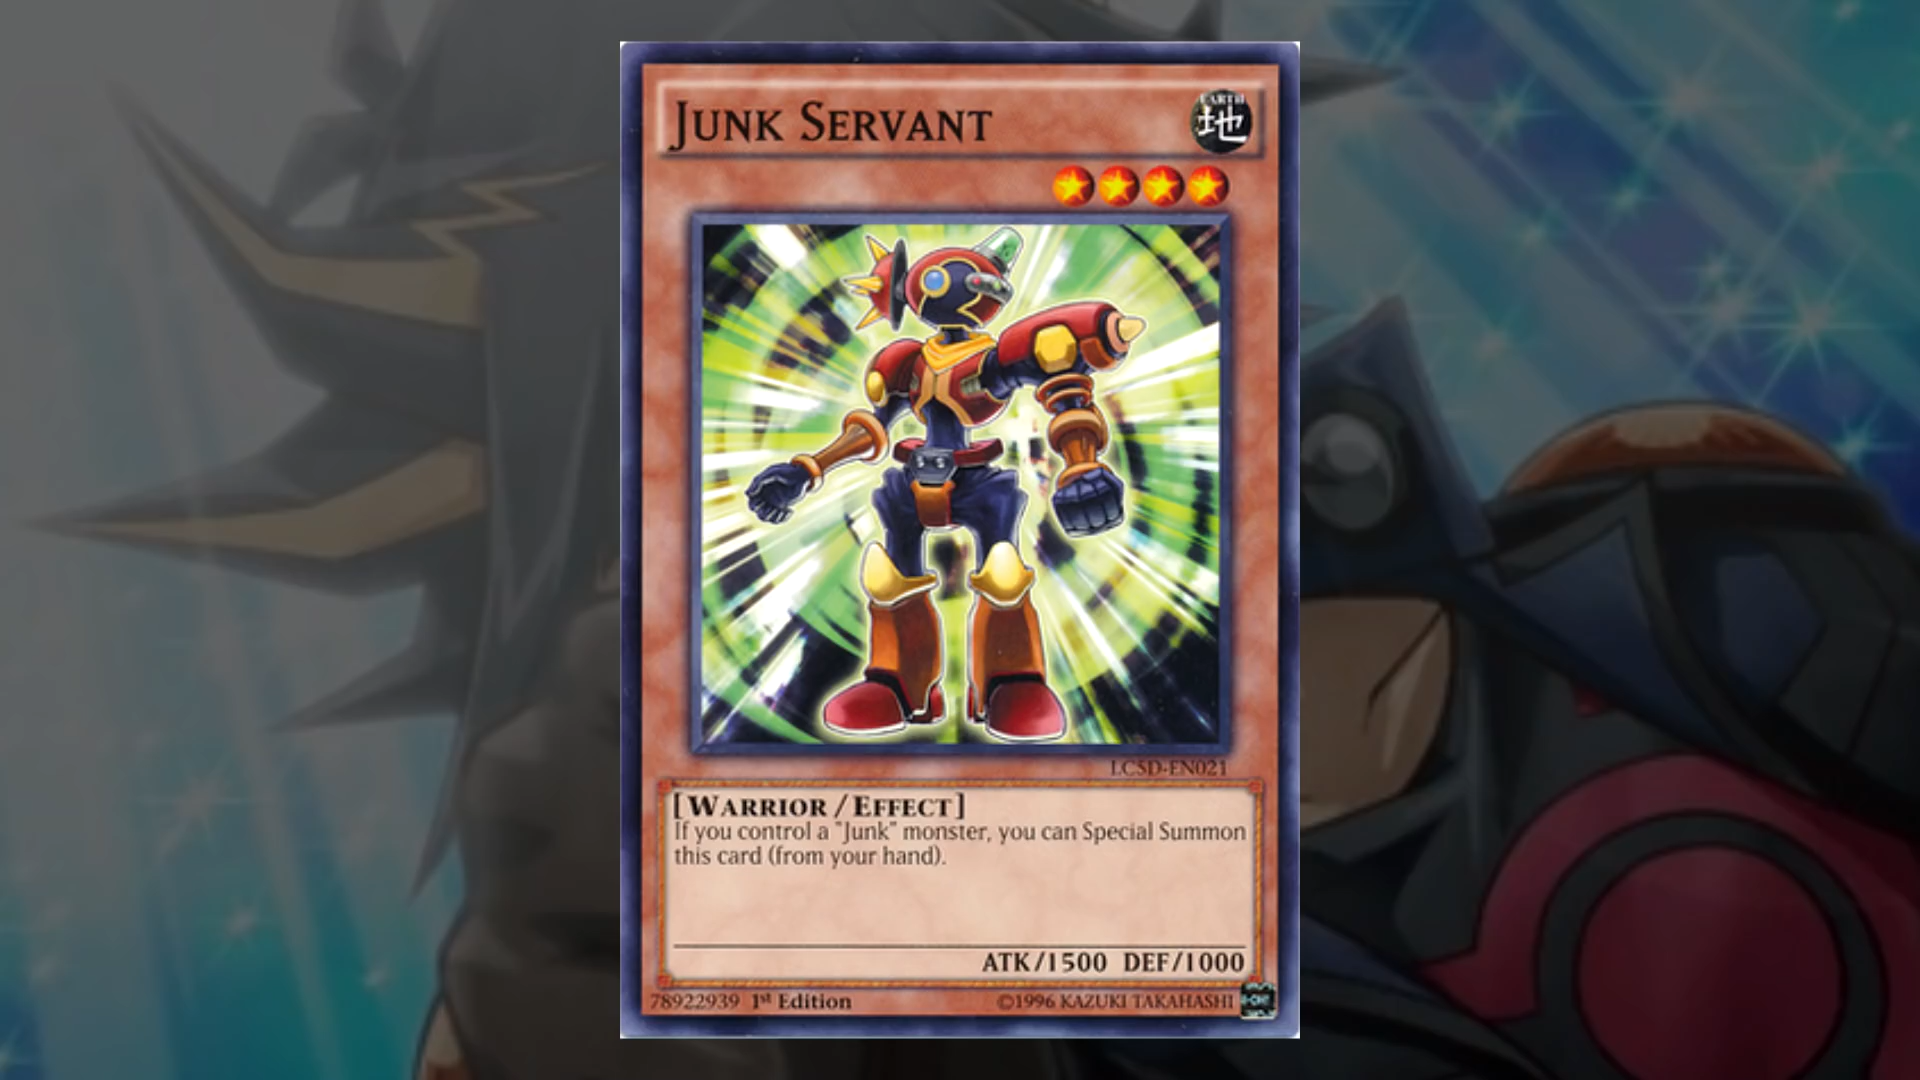 JUNK SERVANT
EARTH
地
LC5D-EN021
[WARRIOR/EFFECT]
If you control a "Junk" monster, you can Special Summon
this card (from your hand).
ATK/1500 DEF/1000
78922939 1st Edition ©1996 KAZUKI TAKAHASHI